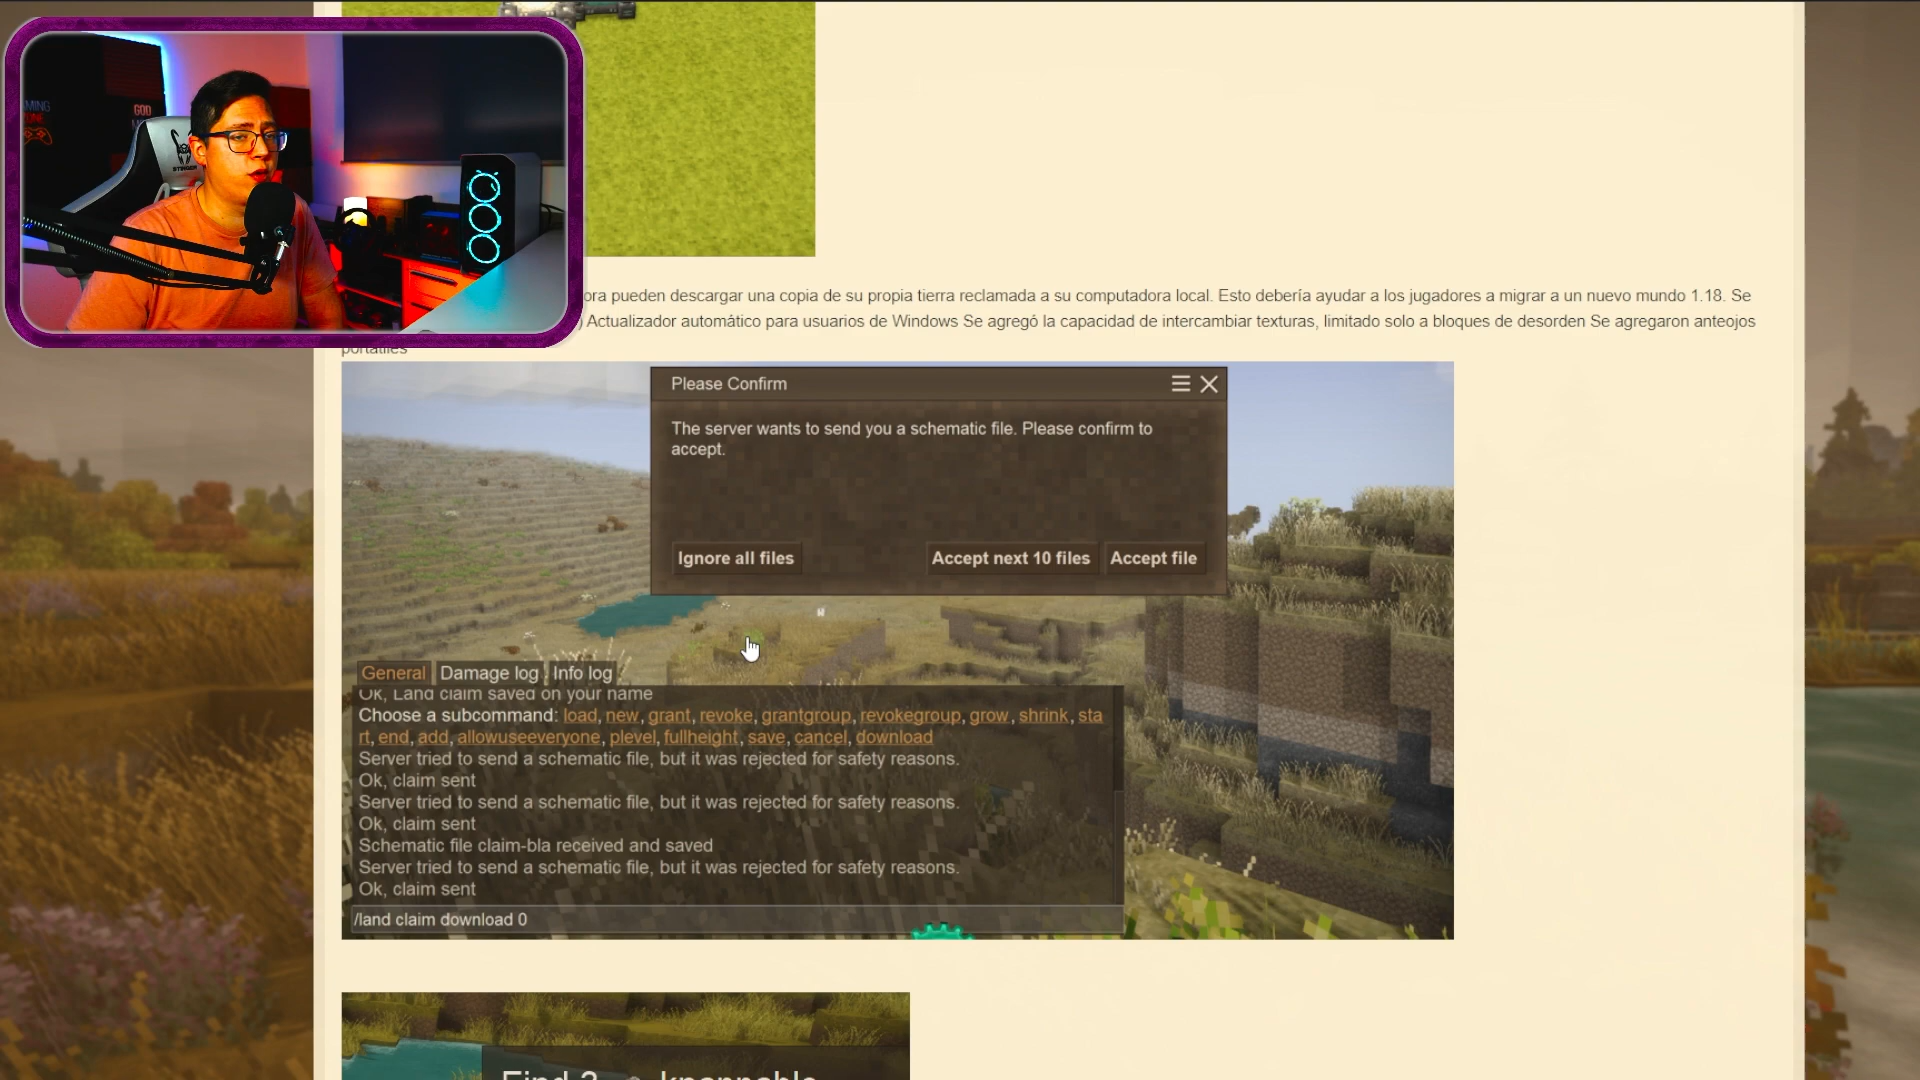 GOD
STINGER
ora pueden descargar una copia de su propia tierra reclamada a su computadora local. Esto debería ayudar a los jugadores a migrar a un nuevo mundo 1.18. Se
) Actualizador automático para usuarios de Windows Se agregó la capacidad de intercambiar texturas, limitado solo a bloques de desorden Se agregaron anteojos
portátiles
Please Confirm
The server wants to send you a schematic file. Please confirm to
accept.
Ignore all files
Accept next 10 files
Accept file
General
Damage log
Info log
Ok, Land claim saved on your name
Choose a subcommand: load, new, grant, revoke, grantgroup, revokegroup, grow, shrink, sta
rt, end, add, allowuseeveryone, plevel, fullheight, save, cancel, download
Server tried to send a schematic file, but it was rejected for safety reasons.
Ok, claim sent
Server tried to send a schematic file, but it was rejected for safety reasons.
Ok, claim sent
Schematic file claim-bla received and saved
Server tried to send a schematic file, but it was rejected for safety reasons.
Ok, claim sent
/land claim download 0
Find 3 knappable